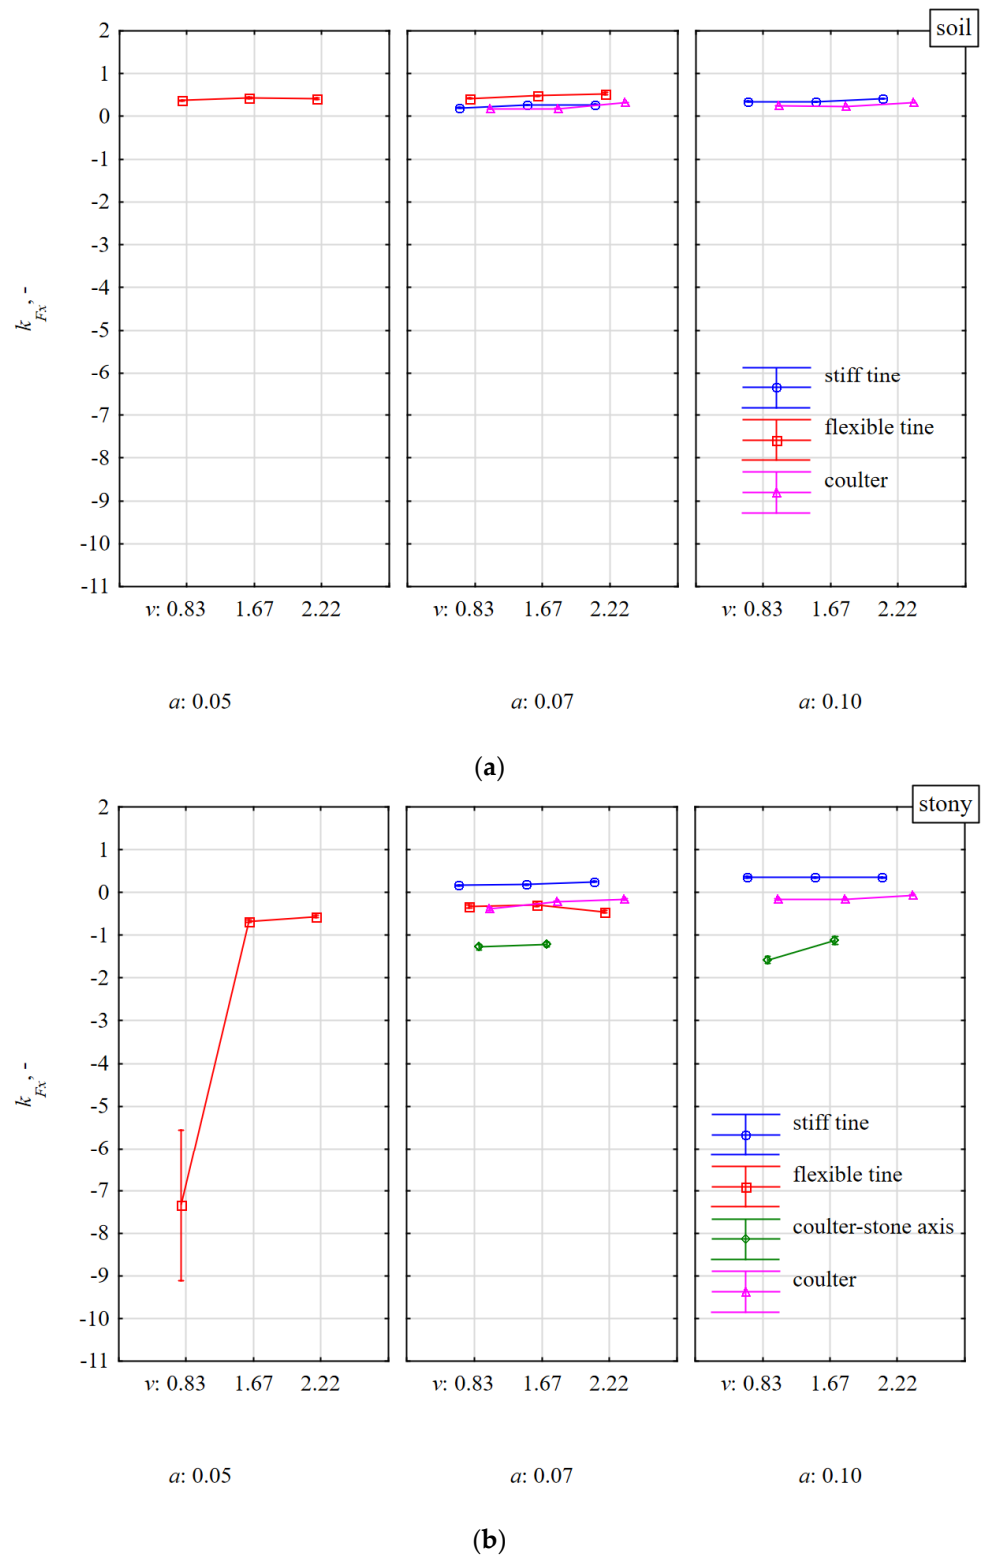 soil
2
1
0
-1
-2
-3
-4
-5
-6
-7
-8
-9
-10
-11
k Fx, -
stiff tine
flexible tine
coulter
v: 0.83 1.67 2.22 v: 0.83 1.67 2.22 v: 0.83 1.67 2.22
a: 0.05 a: 0.07 a: 0.10
(a)
stony
2
1
0
-1
-2
-3
-4
-5
-6
-7
-8
-9
-10
-11
k Fx, -
stiff tine
flexible tine
coulter-stone axis
coulter
v: 0.83 1.67 2.22 v: 0.83 1.67 2.22 v: 0.83 1.67 2.22
a: 0.05 a: 0.07 a: 0.10
(b)